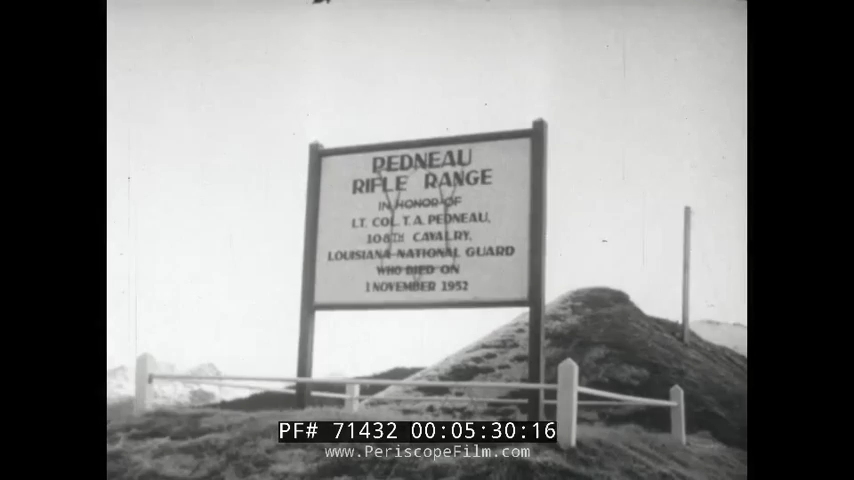 PEDNEAU
RIFLE RANGE
IN HONOR OF
LT. COL. T. A. PEDNEAU,
108TH CAVALRY,
LOUISIANA NATIONAL GUARD
WHO DIED ON
1 NOVEMBER 1952
PF# 71432 00:05:30:16
www.PeriscopeFilm.com